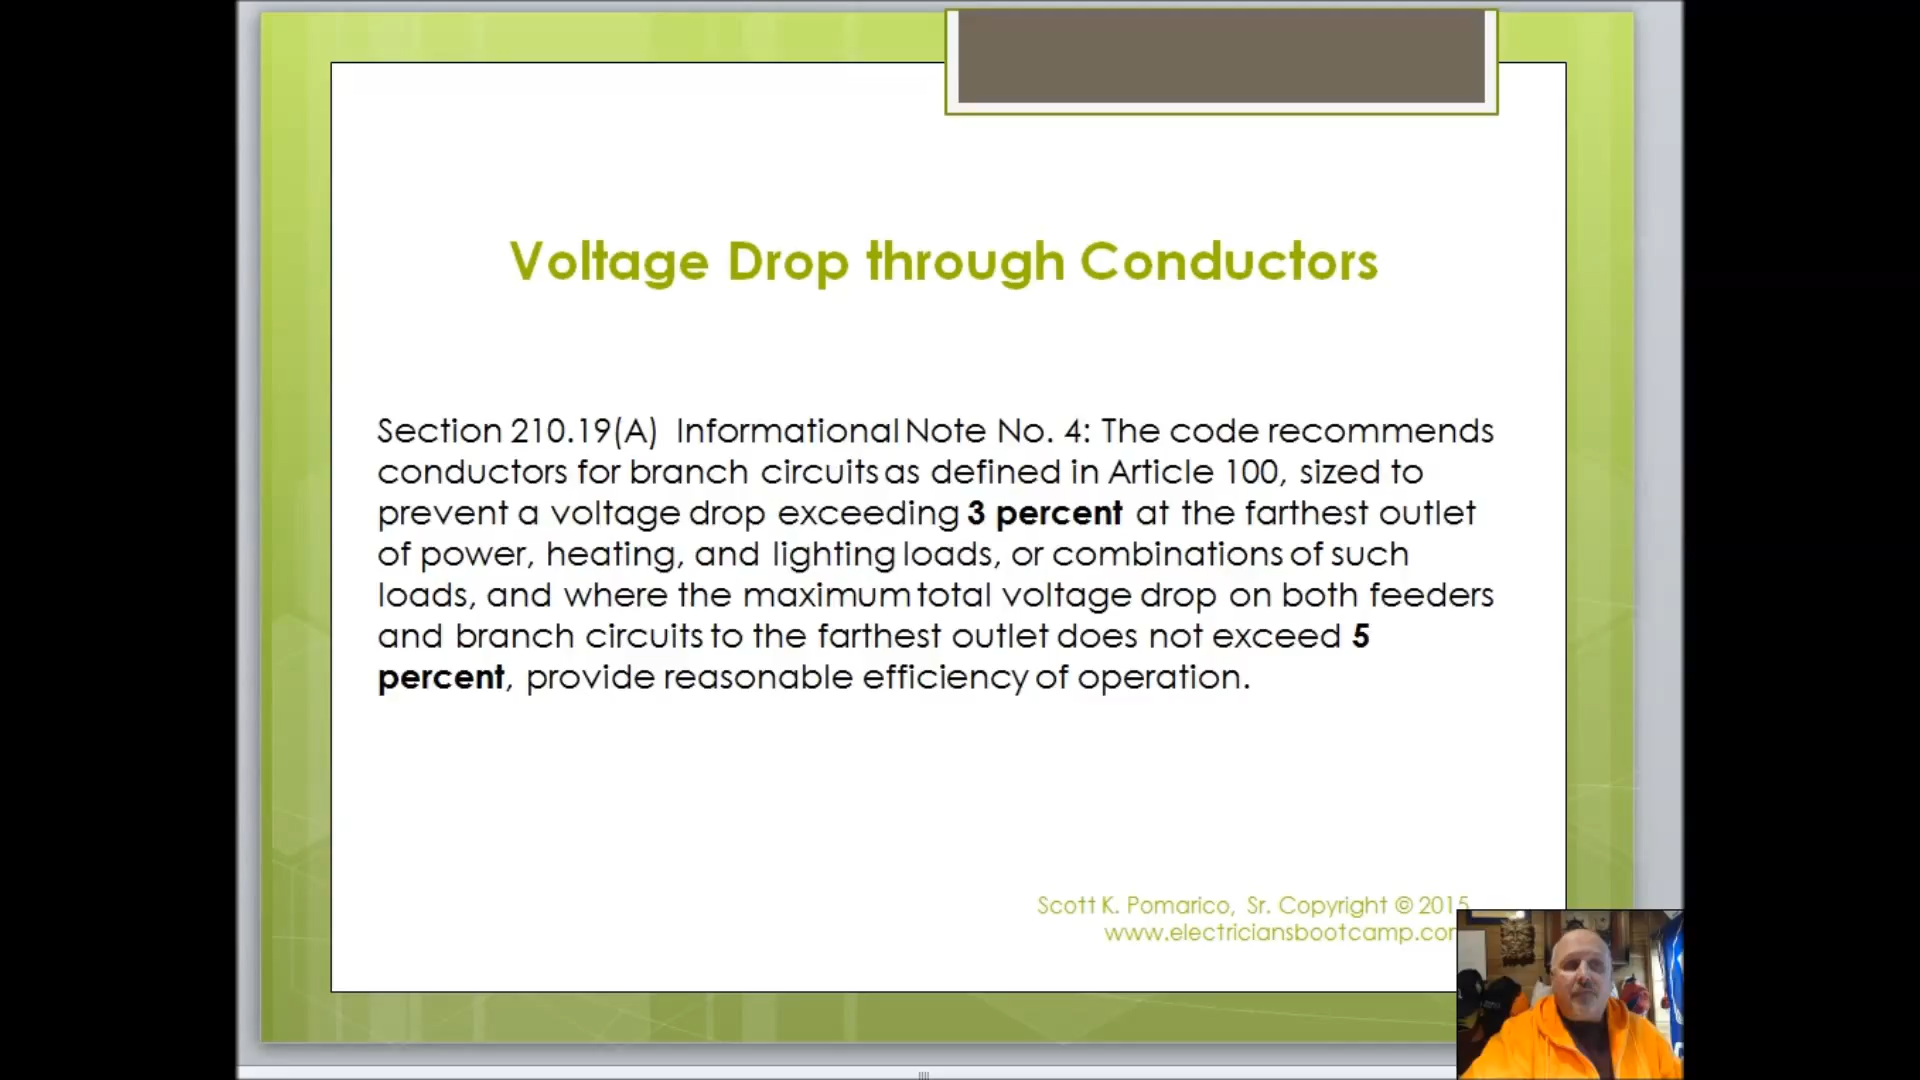 Voltage Drop through Conductors
Section 210.19(A) Informational Note No. 4: The code recommends
conductors for branch circuits as defined in Article 100, sized to
prevent a voltage drop exceeding 3 percent at the farthest outlet
of power, heating, and lighting loads, or combinations of such
loads, and where the maximum total voltage drop on both feeders
and branch circuits to the farthest outlet does not exceed 5
percent, provide reasonable efficiency of operation.
Scott K. Pomarico, Sr. Copyright © 2015
www.electriciansbootcamp.com